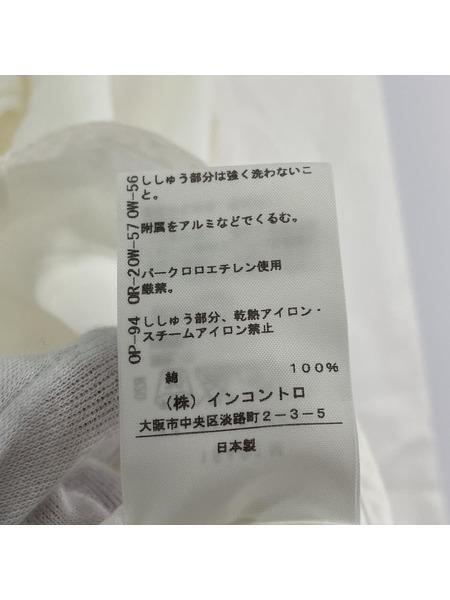 ししゅう部分は強く洗わないこ
と。
附属をアルミなどでくるむ。
パークロロエチレン使用
厳禁。
ししゅう部分、乾熱アイロン・
スチームアイロン禁止
綿 100%
(株)インコントロ
大阪市中央区淡路町2-3-5
日本製
OP-94 OR-20W-57 OW-56